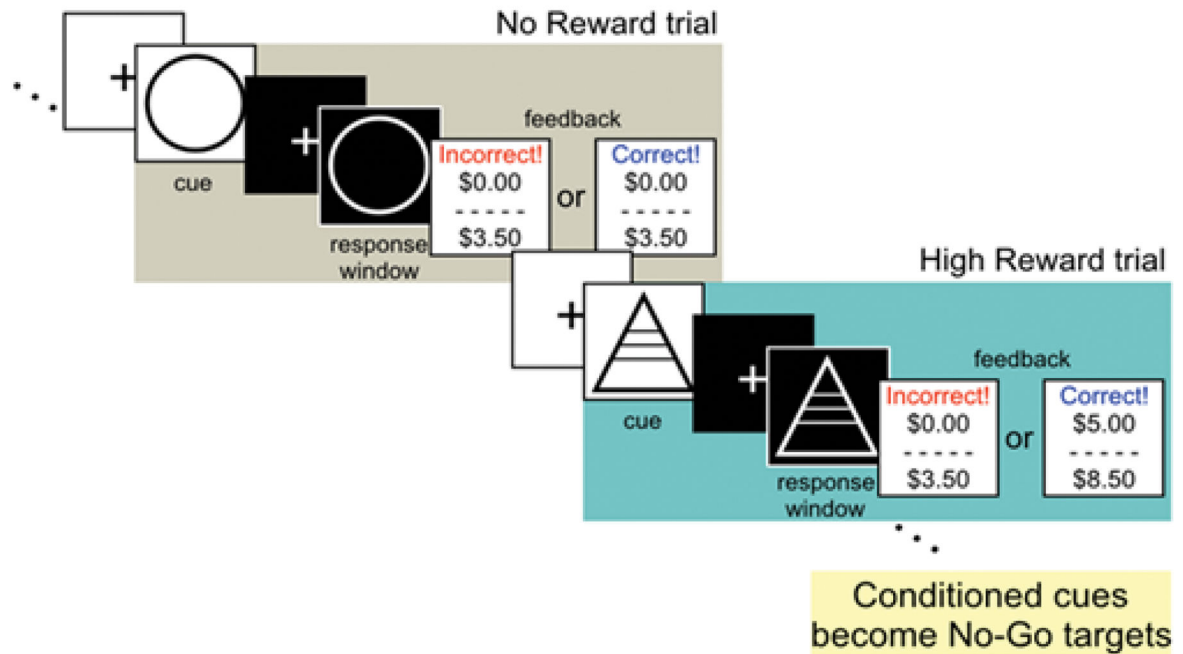 No Reward trial
cue
response
window
feedback
Incorrect!
$0.00
- - - - -
$3.50
or
Correct!
$0.00
- - - - -
$3.50
High Reward trial
cue
response
window
feedback
Incorrect!
$0.00
- - - - -
$3.50
or
Correct!
$5.00
- - - - -
$8.50
Conditioned cues
become No-Go targets